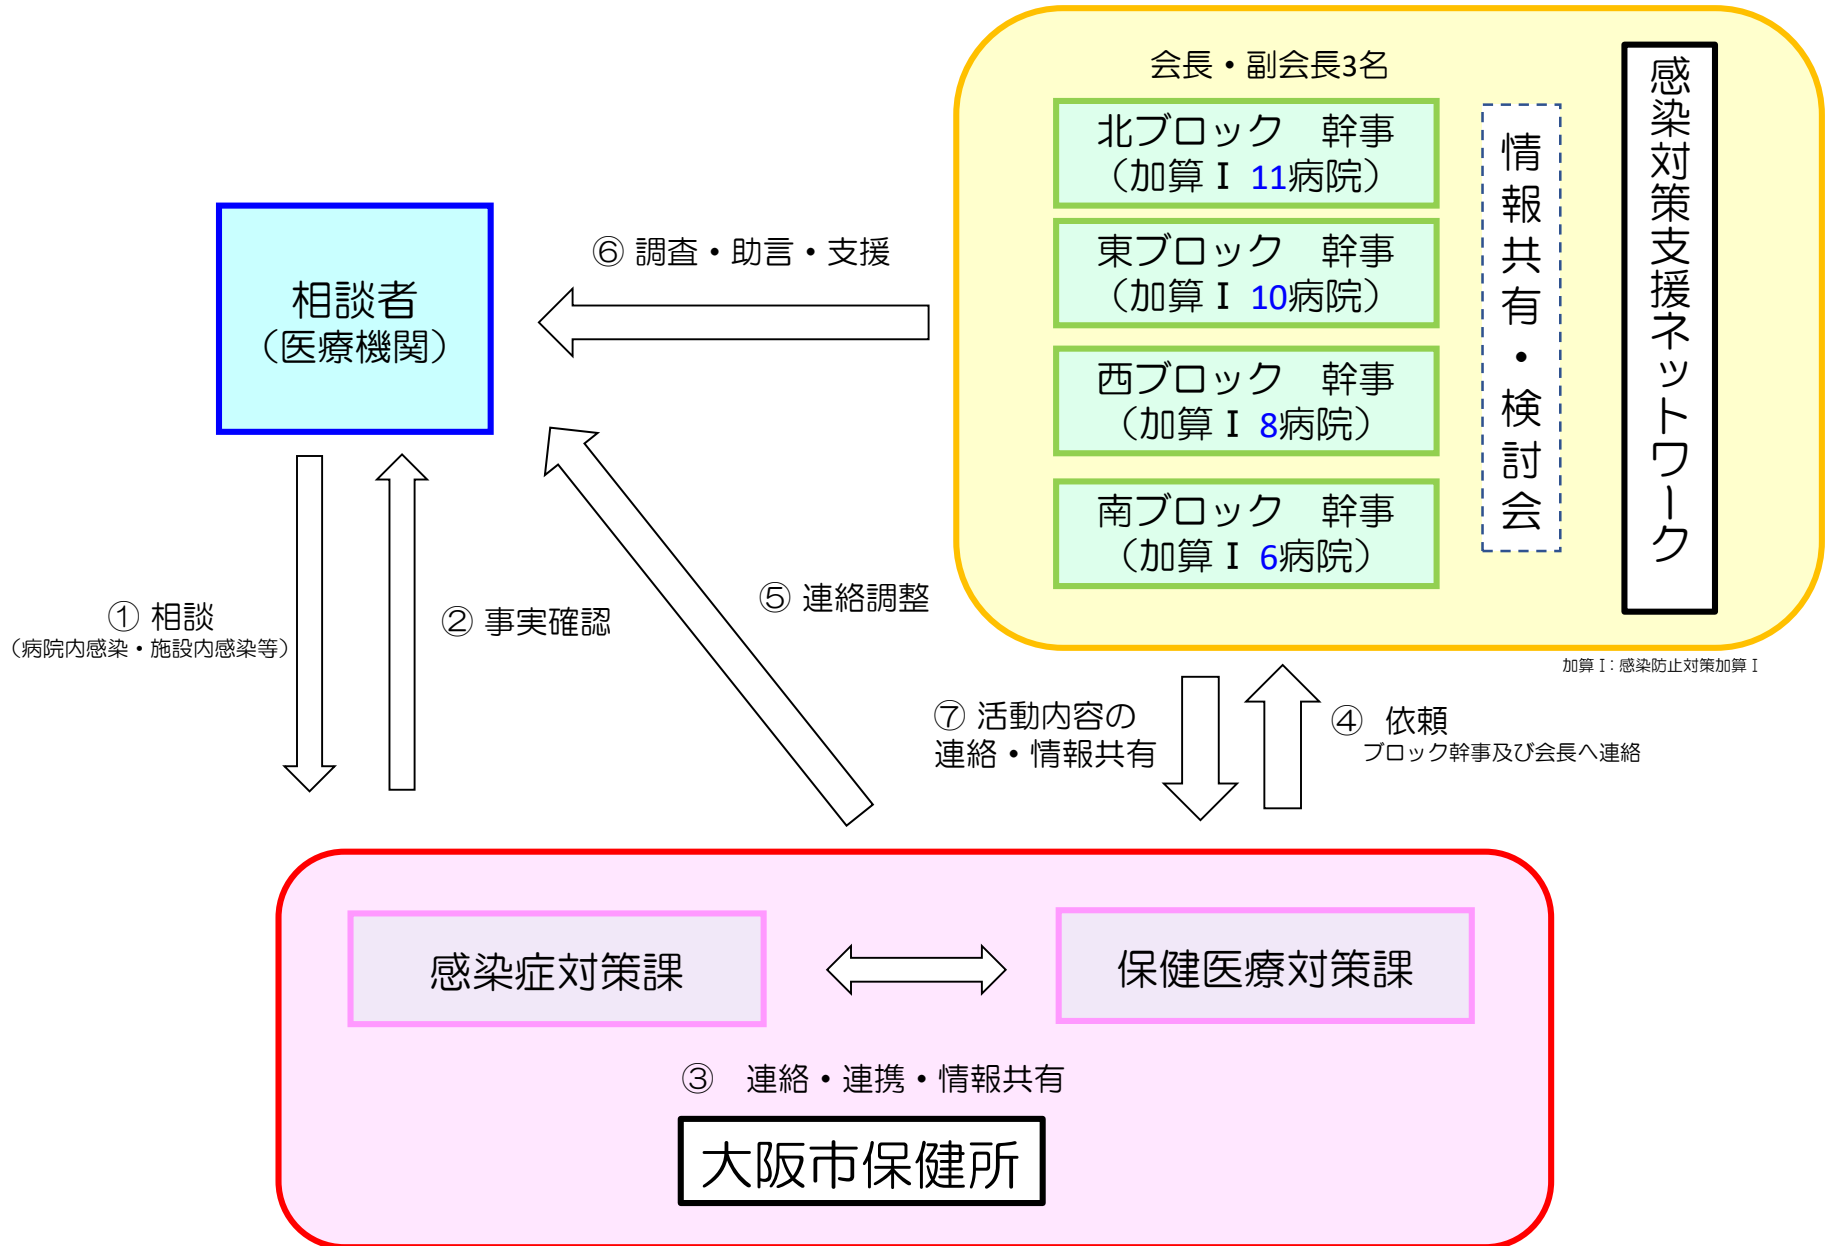 会長・副会長3名
北ブロック　幹事
（加算Ⅰ 11病院）
東ブロック　幹事
（加算Ⅰ 10病院）
西ブロック　幹事
（加算Ⅰ 8病院）
南ブロック　幹事
（加算Ⅰ 6病院）
情報共有・検討会
感染対策支援ネットワーク
加算Ⅰ：感染防止対策加算Ⅰ
相談者
（医療機関）
⑥ 調査・助言・支援
① 相談
（病院内感染・施設内感染等）
② 事実確認
⑤ 連絡調整
⑦ 活動内容の
連絡・情報共有
④　依頼
ブロック幹事及び会長へ連絡
感染症対策課
保健医療対策課
③　連絡・連携・情報共有
大阪市保健所